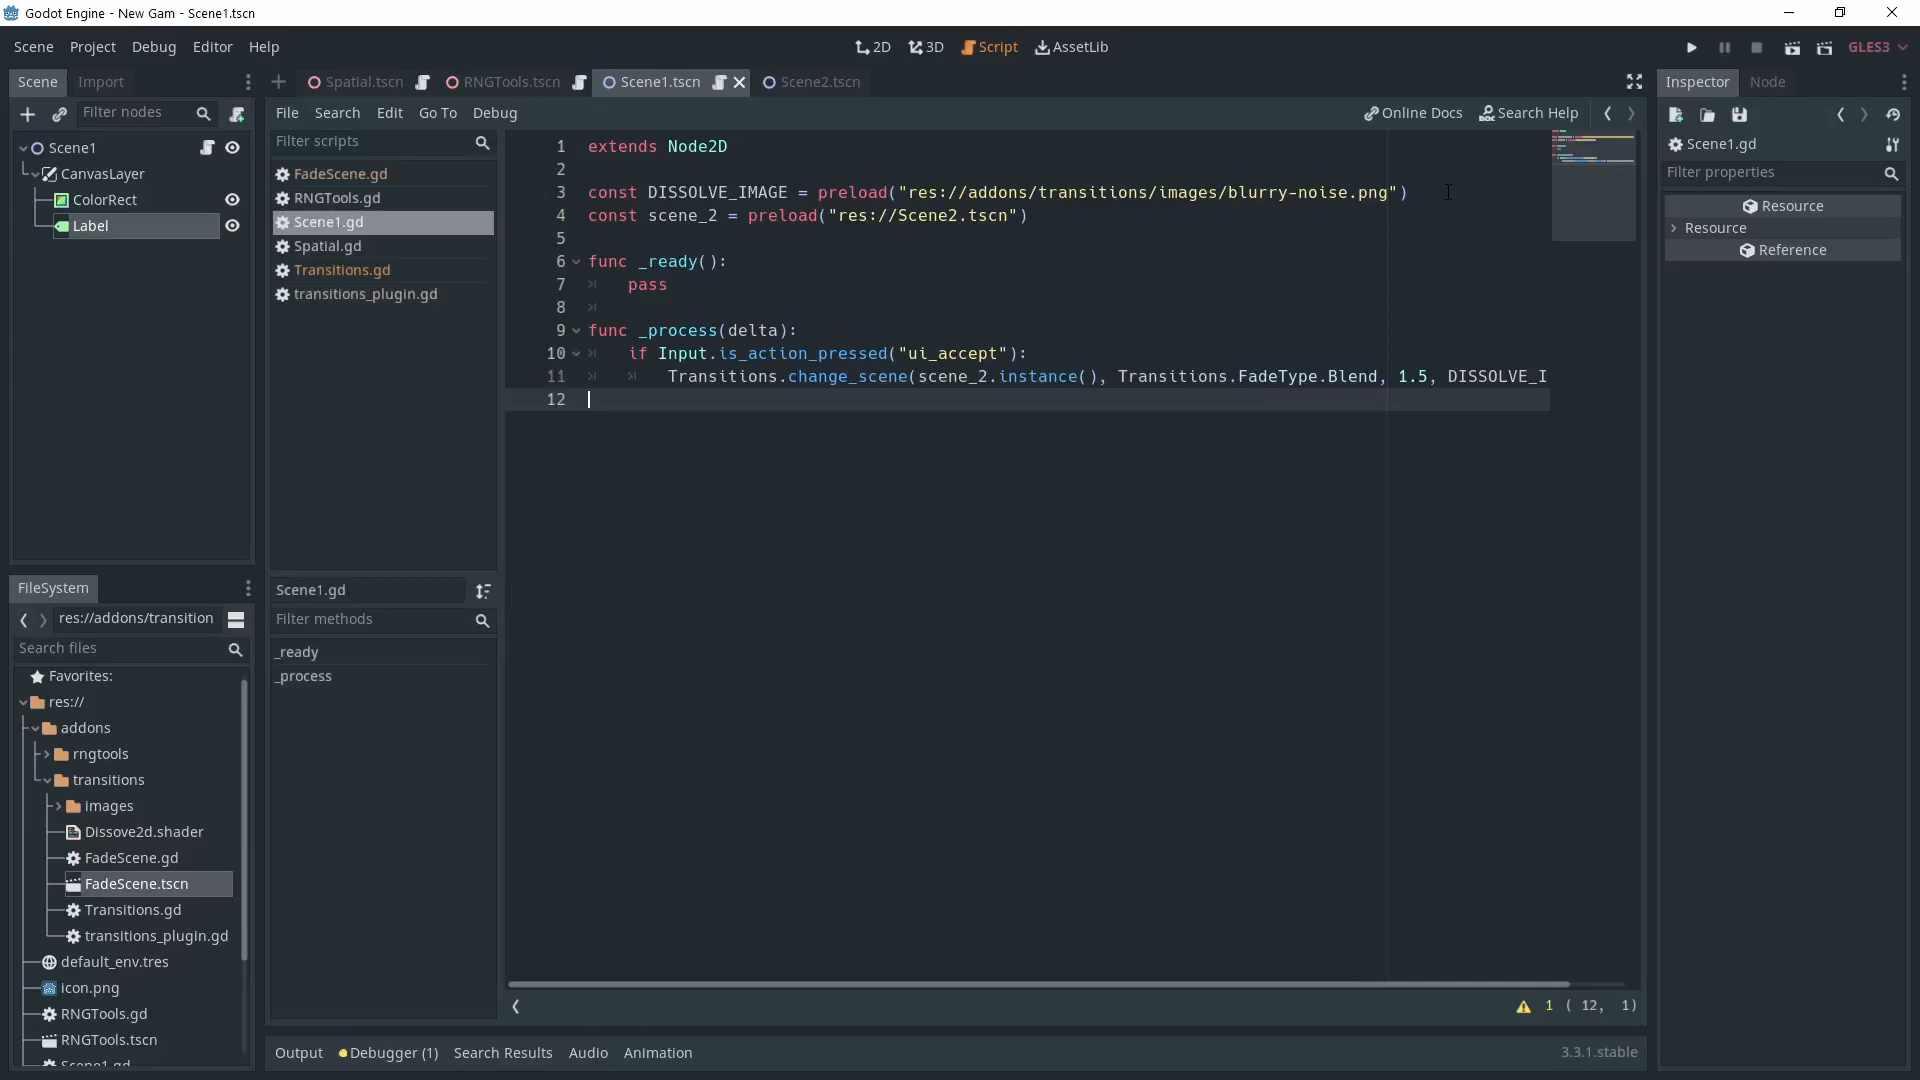 Godot Engine - New Gam - Scene1.tscn
Scene Project Debug Editor Help
2D 3D Script AssetLib
GLES3
Scene Import
Spatial.tscn RNGTools.tscn Scene1.tscn Scene2.tscn
Inspector Node
Filter nodes
File Search Edit Go To Debug
Online Docs Search Help
Scene1
CanvasLayer
ColorRect
Label
Filter scripts
FadeScene.gd
RNGTools.gd
Scene1.gd
Spatial.gd
Transitions.gd
transitions_plugin.gd
1 extends Node2D
2
3 const DISSOLVE_IMAGE = preload("res://addons/transitions/images/blurry-noise.png")
4 const scene_2 = preload("res://Scene2.tscn")
5
6 func _ready():
7 pass
8
9 func _process(delta):
10 if Input.is_action_pressed("ui_accept"):
11 Transitions.change_scene(scene_2.instance(), Transitions.FadeType.Blend, 1.5, DISSOLVE_I
12
Scene1.gd
Filter properties
Resource
Resource
Reference
FileSystem
res://addons/transition
Search files
Favorites:
res://
addons
rngtools
transitions
images
Dissove2d.shader
FadeScene.gd
FadeScene.tscn
Transitions.gd
transitions_plugin.gd
default_env.tres
icon.png
RNGTools.gd
RNGTools.tscn
Scene1.gd
Scene1.gd
Filter methods
_ready
_process
1 ( 12, 1)
Output Debugger (1) Search Results Audio Animation
3.3.1.stable